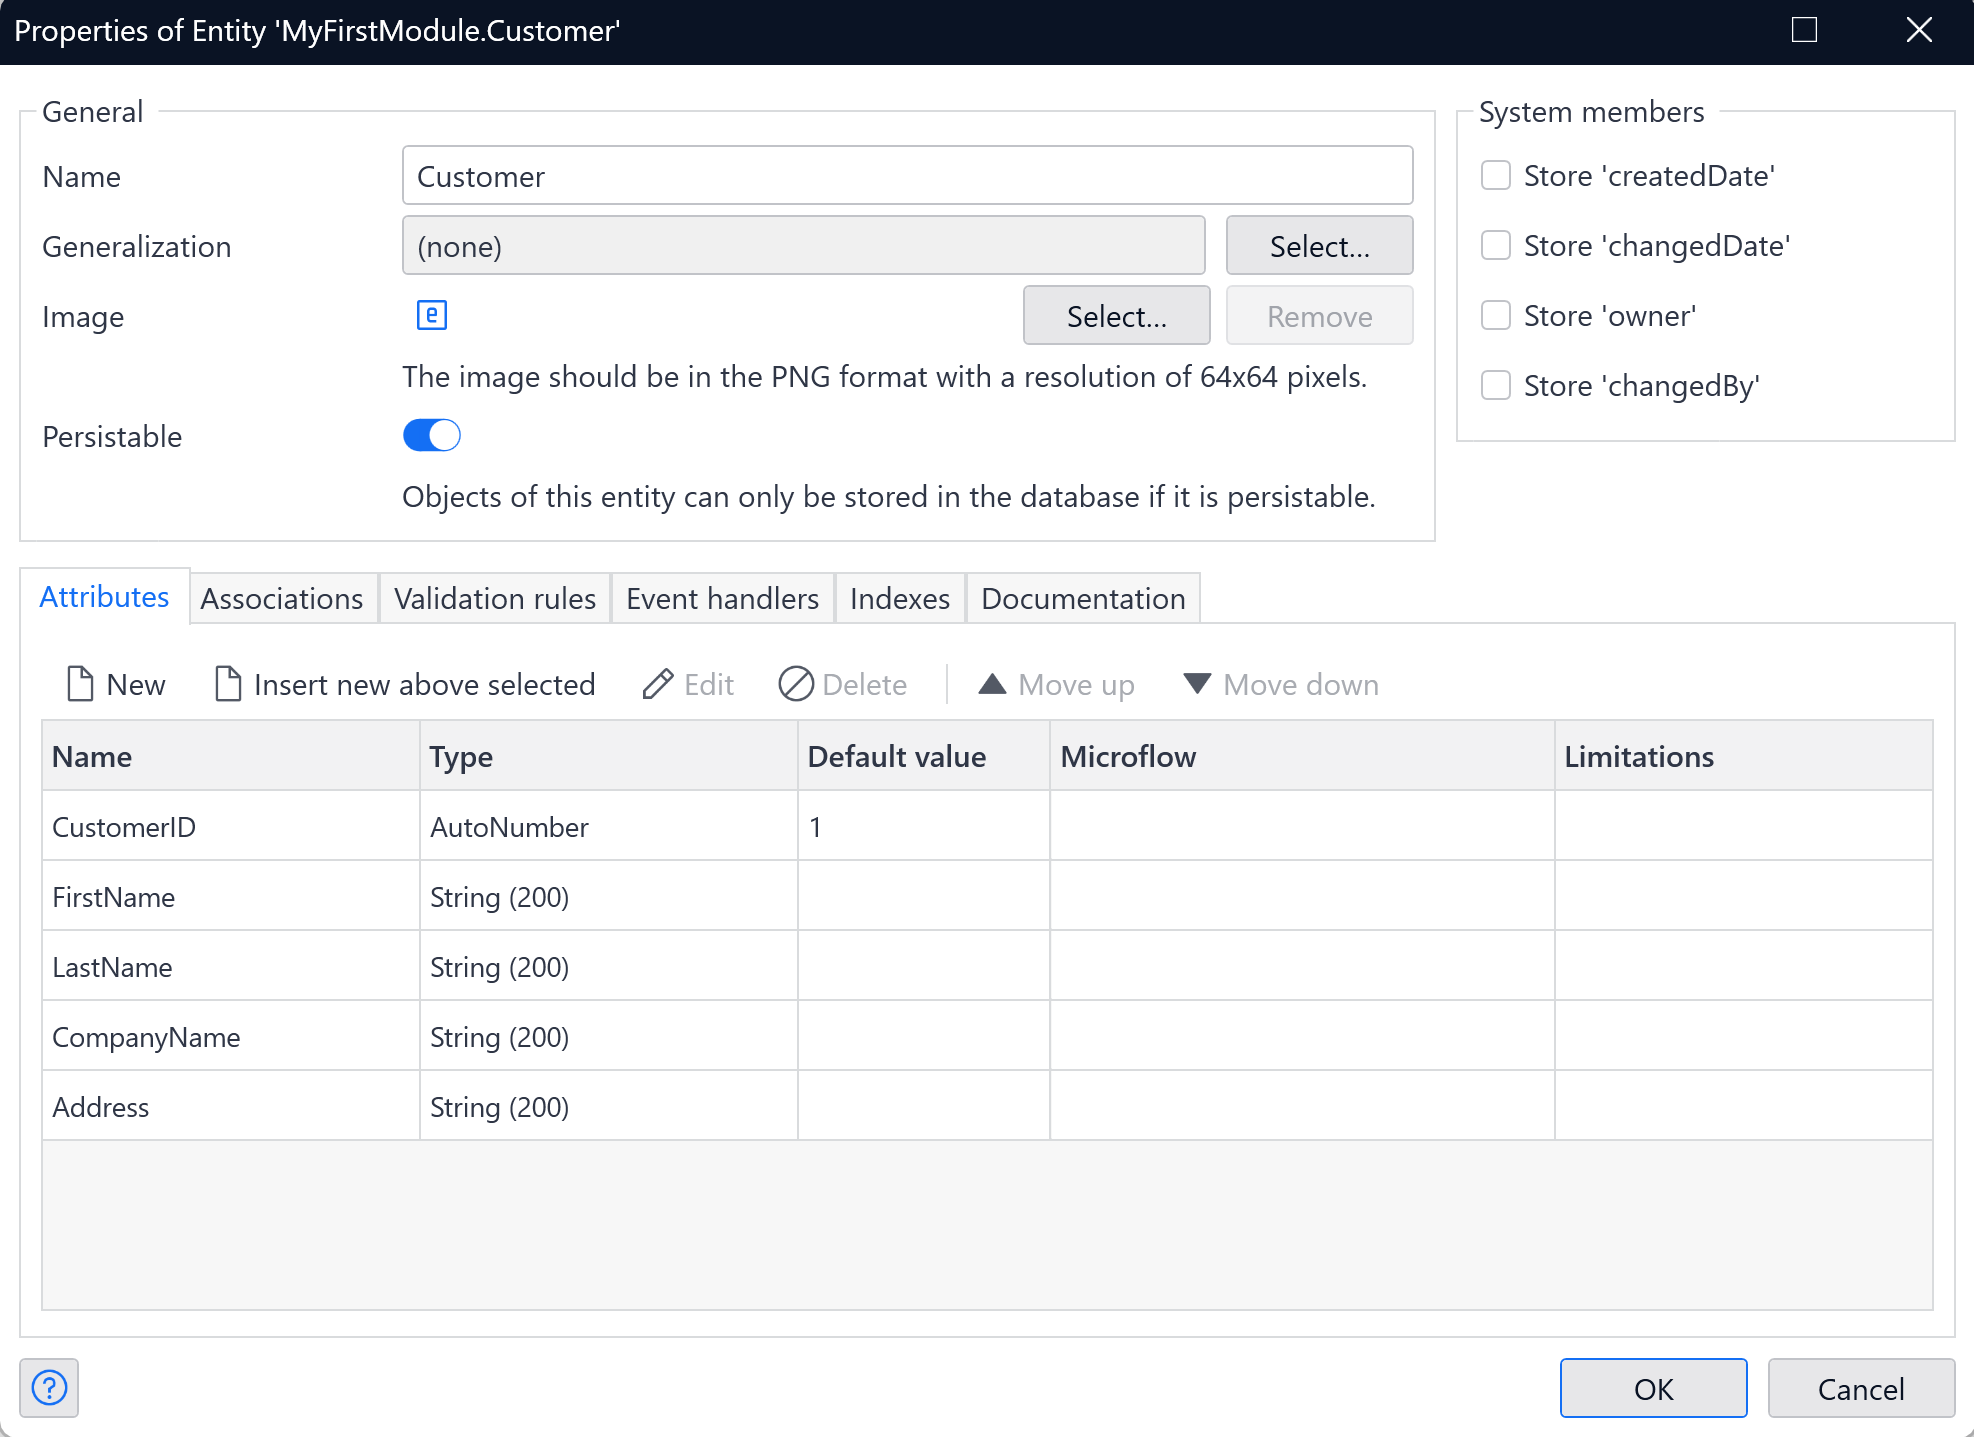 Properties of Entity 'MyFirstModule.Customer'
General
Name
Customer
Generalization
(none)
Select...
Image
Select...
Remove
The image should be in the PNG format with a resolution of 64x64 pixels.
Persistable
Objects of this entity can only be stored in the database if it is persistable.
System members
Store 'createdDate'
Store 'changedDate'
Store 'owner'
Store 'changedBy'
Attributes Associations Validation rules Event handlers Indexes Documentation
New Insert new above selected Edit Delete Move up Move down
Name Type Default value Microflow Limitations
CustomerID AutoNumber 1
FirstName String (200)
LastName String (200)
CompanyName String (200)
Address String (200)
OK Cancel